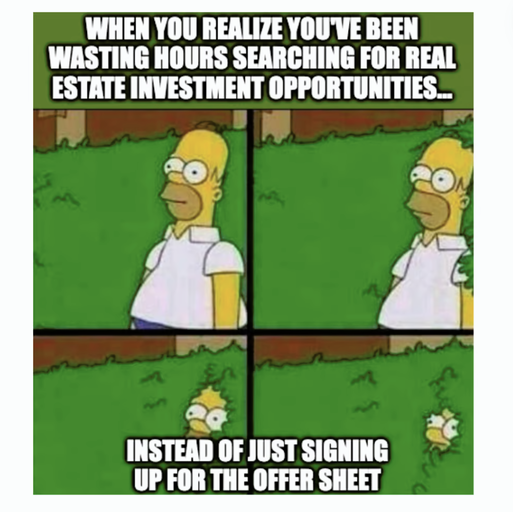 WHEN YOU REALIZE YOU'VE BEEN
WASTING HOURS SEARCHING FOR REAL
ESTATE INVESTMENT OPPORTUNITIES...
INSTEAD OF JUST SIGNING
UP FOR THE OFFER SHEET